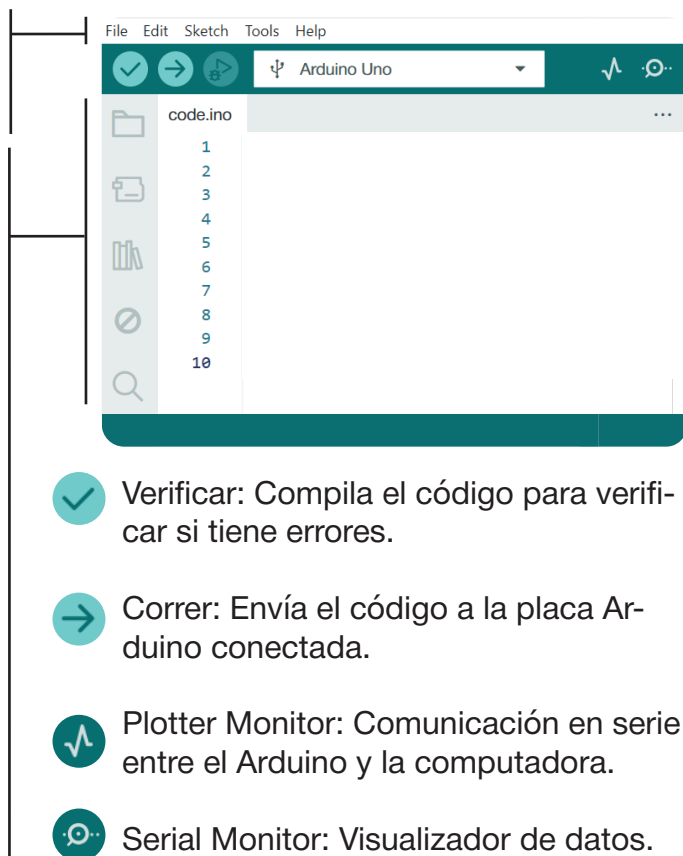 File Edit Sketch Tools Help
Arduino Uno
code.ino
...
1
2
3
4
5
6
7
8
9
10
Verificar: Compila el código para verifi-
car si tiene errores.
Correr: Envía el código a la placa Ar-
duino conectada.
Plotter Monitor: Comunicación en serie
entre el Arduino y la computadora.
Serial Monitor: Visualizador de datos.